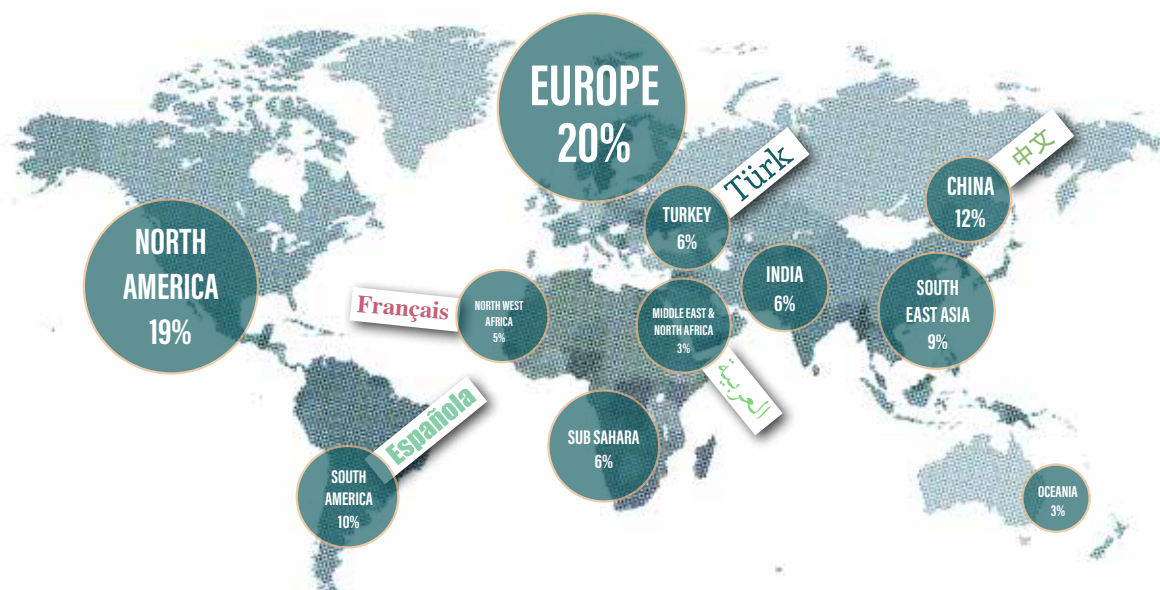 EUROPE
20%
Türk
中文
CHINA
12%
TURKEY
6%
NORTH
AMERICA
19%
INDIA
6%
SOUTH
EAST ASIA
9%
Français
NORTH WEST
AFRICA
5%
MIDDLE EAST &
NORTH AFRICA
3%
العربية
Española
SUB SAHARA
6%
SOUTH
AMERICA
10%
OCEANIA
3%